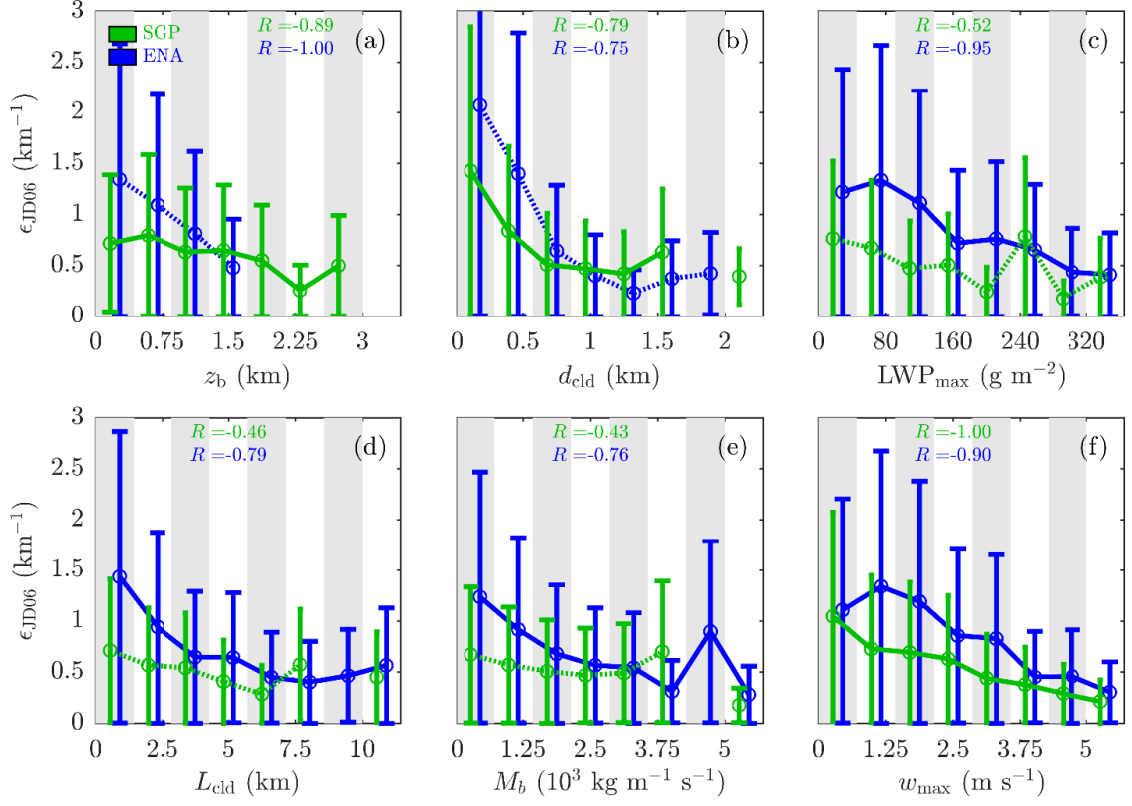 SGP
ENA
R=-0.89
R=-1.00
(a)
ϵJD06 (km−1)
3
2.5
2
1.5
1
0.5
0
0 0.75 1.5 2.25 3
zb (km)
R=-0.79
R=-0.75
(b)
0 0.5 1 1.5 2
dcld (km)
R=-0.52
R=-0.95
(c)
0 80 160 240 320
LWPmax (g m−2)
R=-0.46
R=-0.79
(d)
ϵJD06 (km−1)
3
2.5
2
1.5
1
0.5
0
0 2.5 5 7.5 10
Lcld (km)
R=-0.43
R=-0.76
(e)
0 1.25 2.5 3.75 5
Mb (10³ kg m−1 s−1)
R=-1.00
R=-0.90
(f)
0 1.25 2.5 3.75 5
wmax (m s−1)